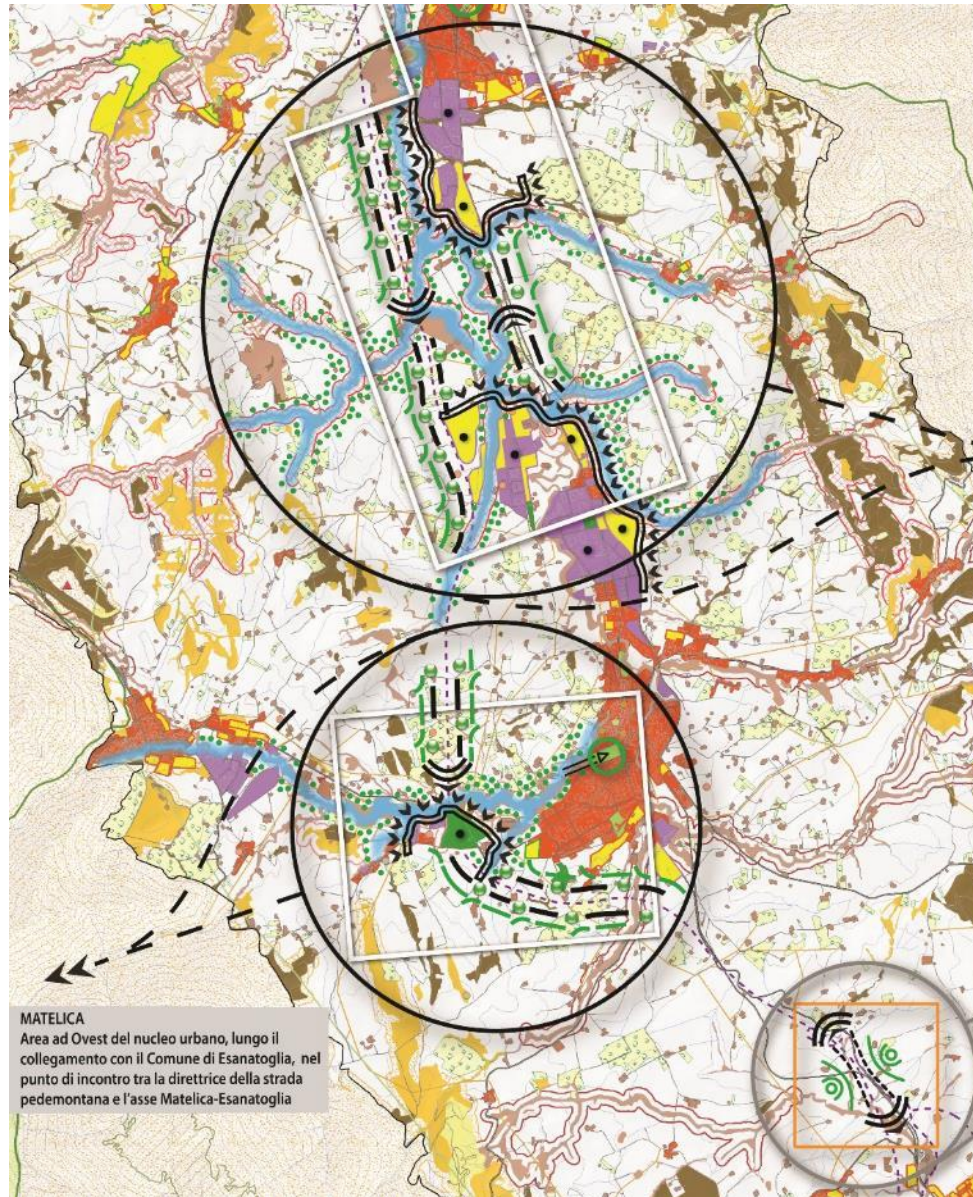 MATELICA
Area ad Ovest del nucleo urbano, lungo il
collegamento con il Comune di Esanatoglia, nel
punto di incontro tra la direttrice della strada
pedemontana e l'asse Matelica-Esanatoglia